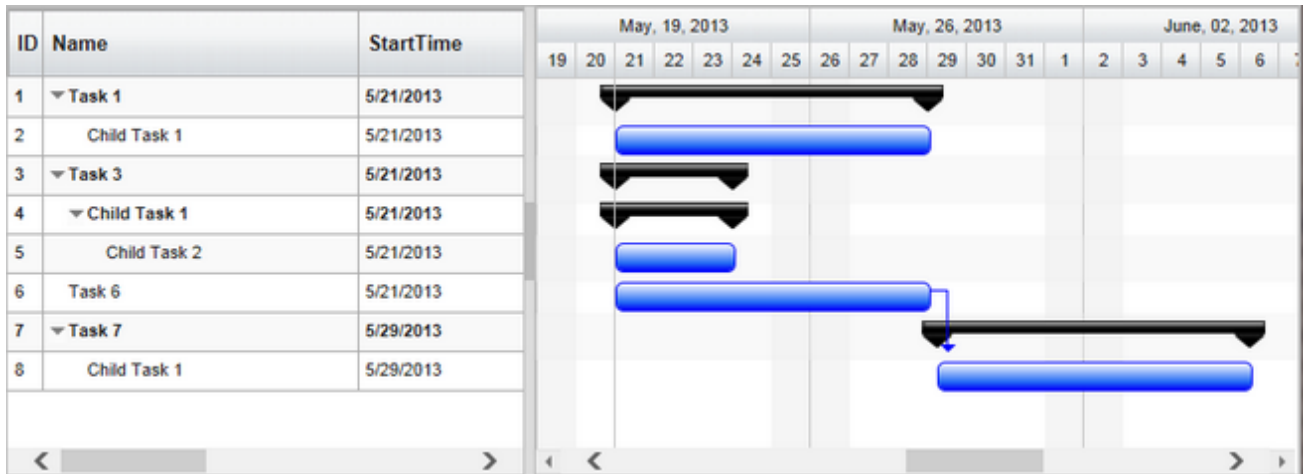 ID Name StartTime
May, 19, 2013 May, 26, 2013 June, 02, 2013
19 20 21 22 23 24 25 26 27 28 29 30 31 1 2 3 4 5 6
1 Task 1 5/21/2013
2 Child Task 1 5/21/2013
3 Task 3 5/21/2013
4 Child Task 1 5/21/2013
5 Child Task 2 5/21/2013
6 Task 6 5/21/2013
7 Task 7 5/29/2013
8 Child Task 1 5/29/2013